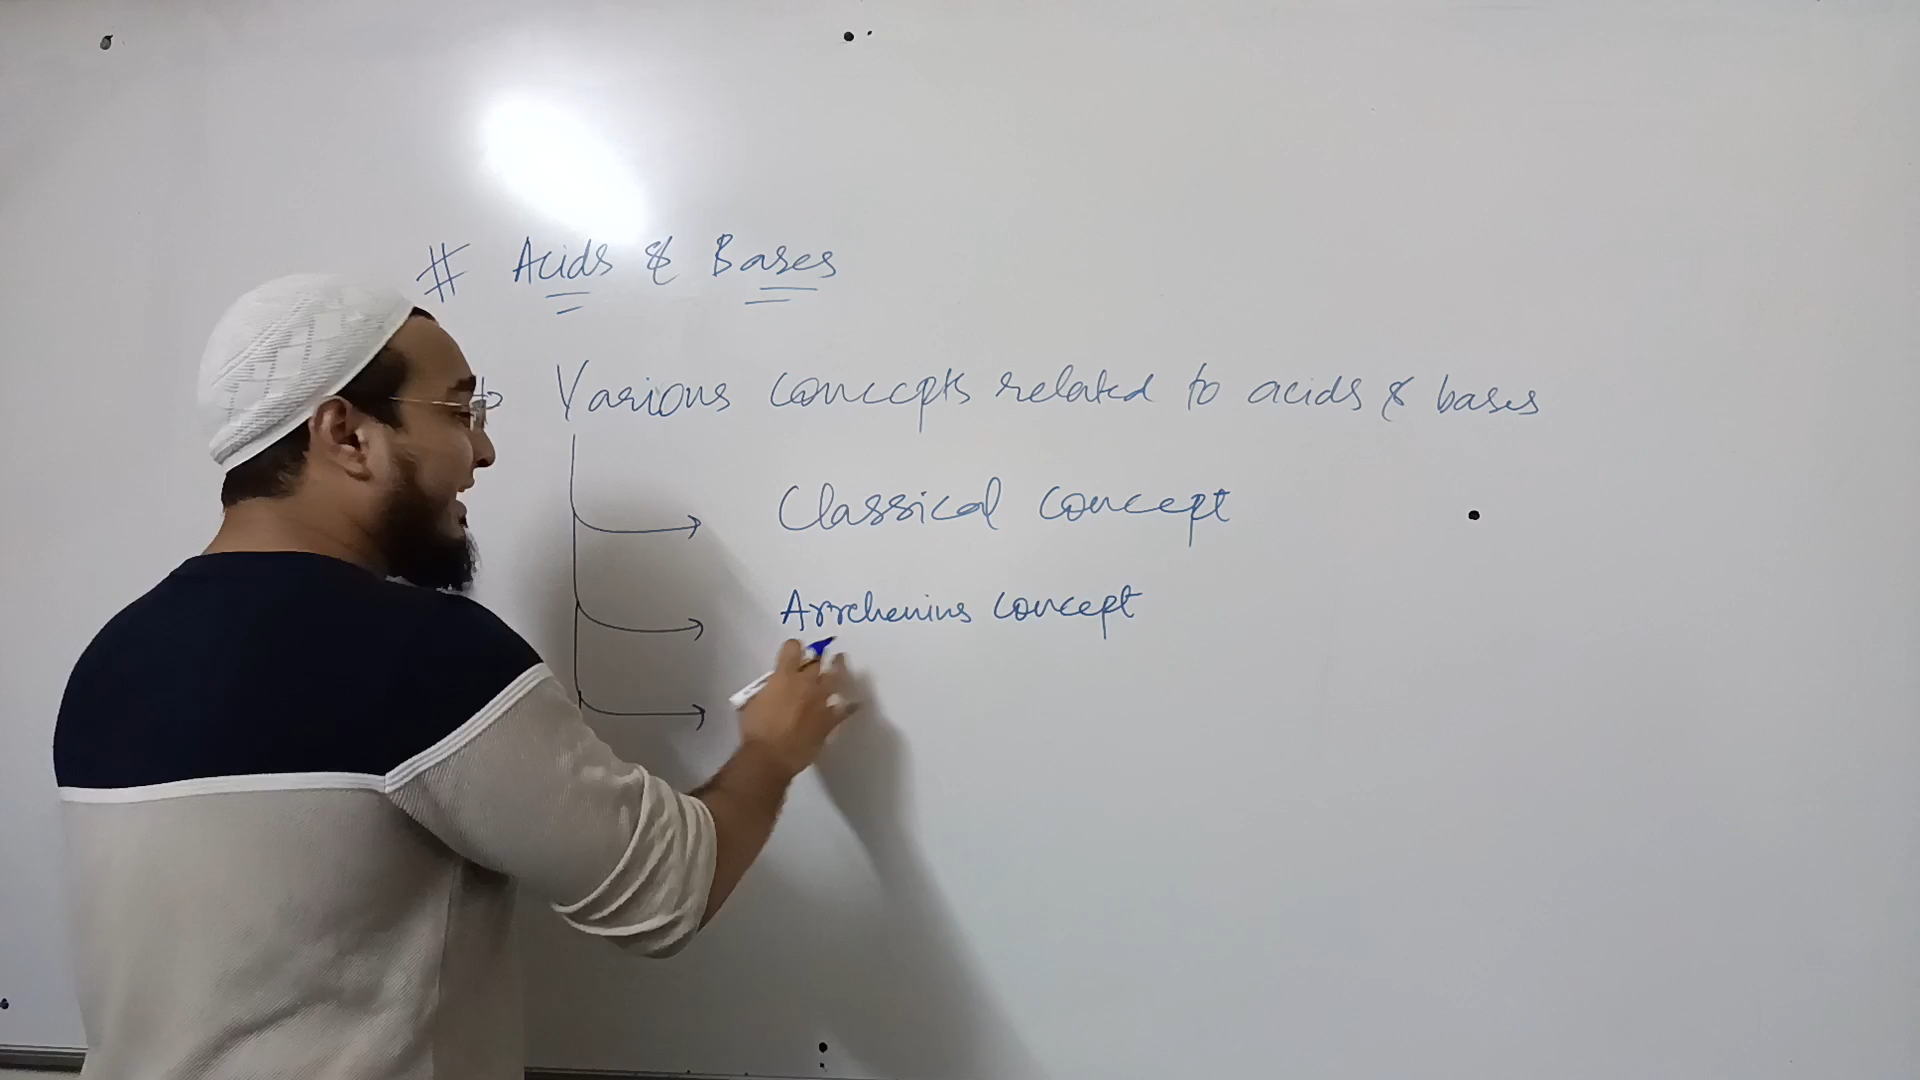 # Acids & Bases
Various concepts related to acids & bases
Classical concept
Arrchenius concept